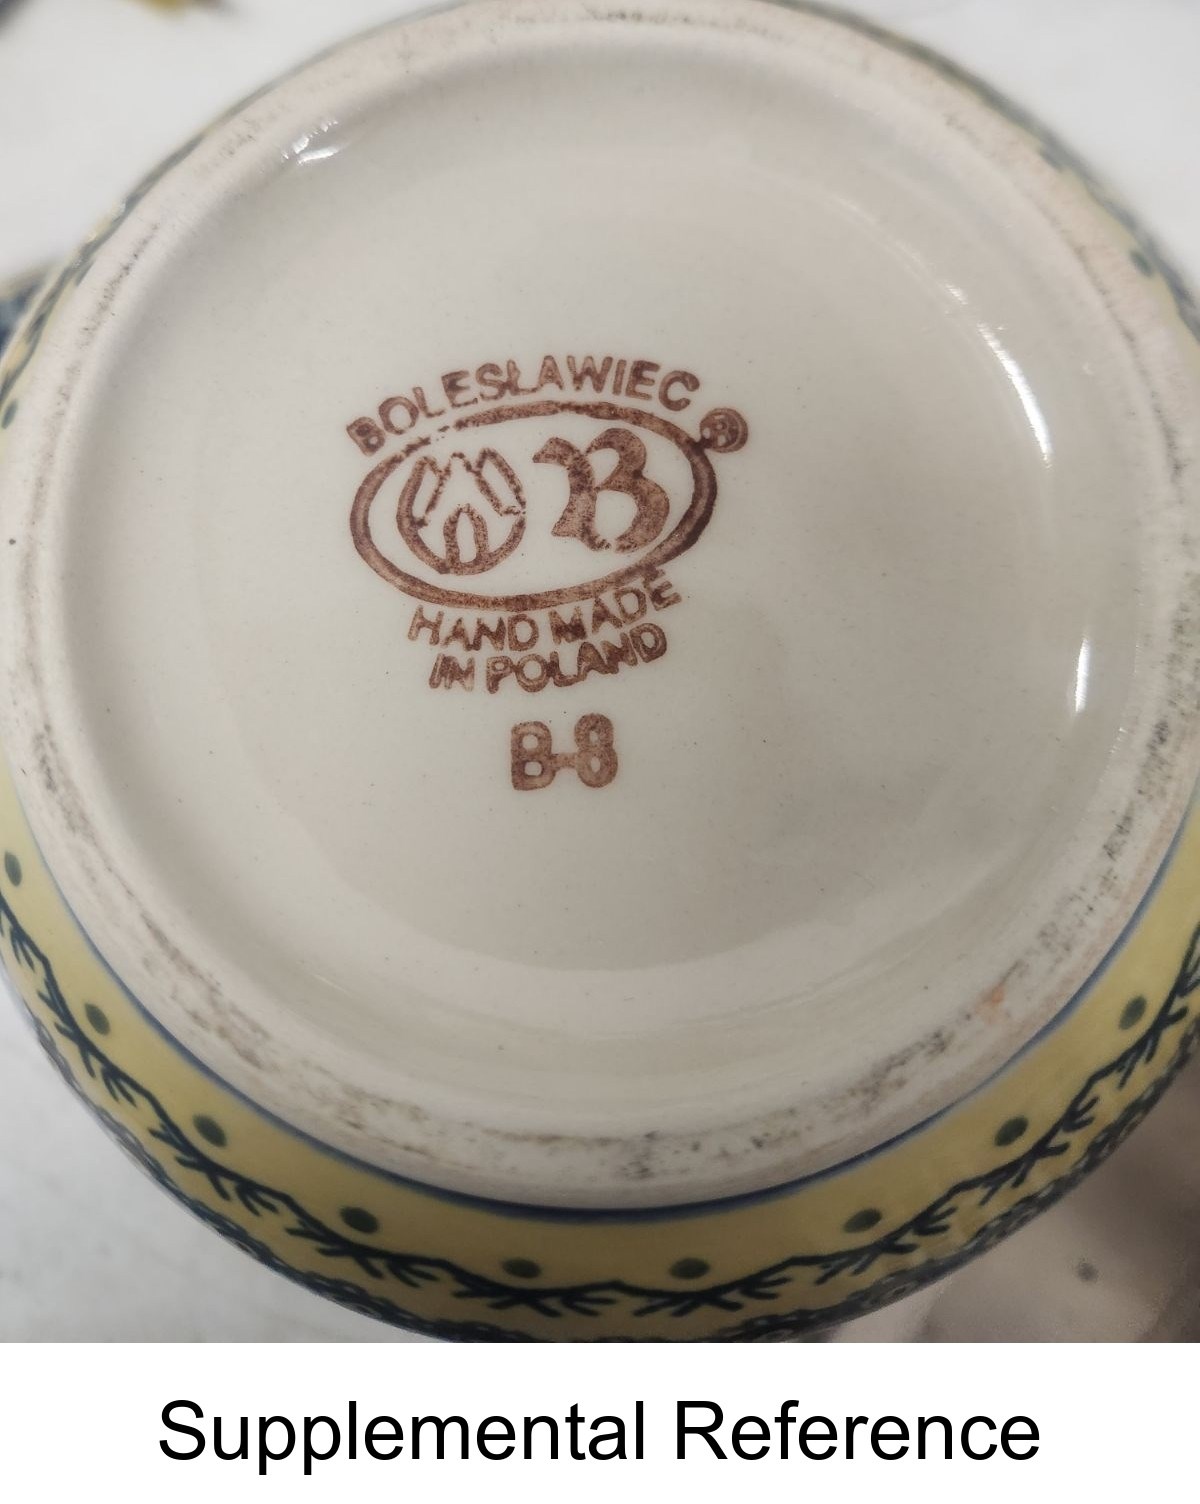 BOLESŁAWIEC ®
B
HAND MADE
IN POLAND
B-8
Supplemental Reference